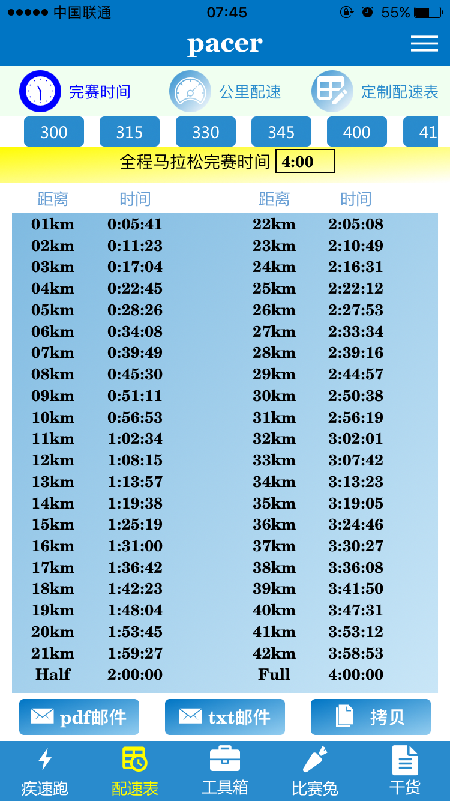 中国联通 07:45 55%
pacer
完赛时间 公里配速 定制配速表
300 315 330 345 400 41
全程马拉松完赛时间 4:00
距离 时间 距离 时间
01km 0:05:41 22km 2:05:08
02km 0:11:23 23km 2:10:49
03km 0:17:04 24km 2:16:31
04km 0:22:45 25km 2:22:12
05km 0:28:26 26km 2:27:53
06km 0:34:08 27km 2:33:34
07km 0:39:49 28km 2:39:16
08km 0:45:30 29km 2:44:57
09km 0:51:11 30km 2:50:38
10km 0:56:53 31km 2:56:19
11km 1:02:34 32km 3:02:01
12km 1:08:15 33km 3:07:42
13km 1:13:57 34km 3:13:23
14km 1:19:38 35km 3:19:05
15km 1:25:19 36km 3:24:46
16km 1:31:00 37km 3:30:27
17km 1:36:42 38km 3:36:08
18km 1:42:23 39km 3:41:50
19km 1:48:04 40km 3:47:31
20km 1:53:45 41km 3:53:12
21km 1:59:27 42km 3:58:53
Half 2:00:00 Full 4:00:00
pdf邮件 txt邮件 拷贝
疾速跑 配速表 工具箱 比赛兔 干货